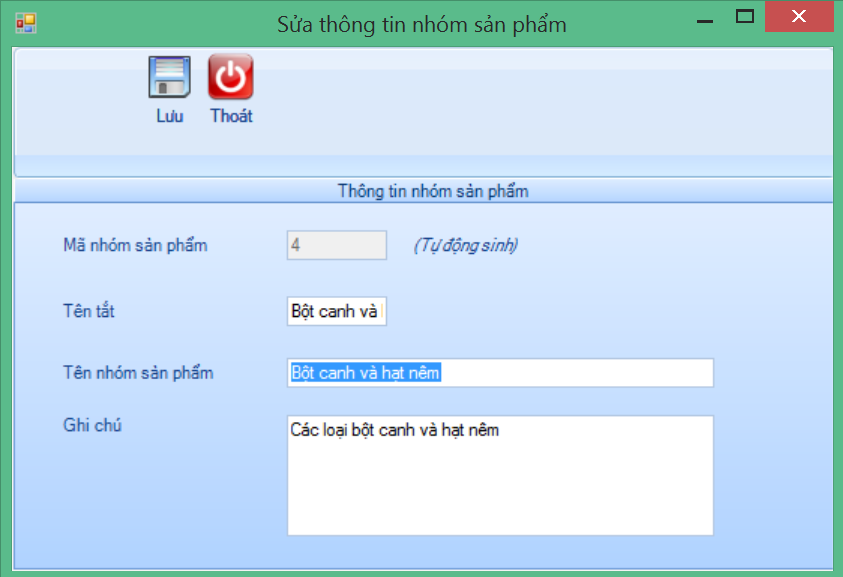 Sửa thông tin nhóm sản phẩm
Lưu Thoát
Thông tin nhóm sản phẩm
Mã nhóm sản phẩm 4 (Tự động sinh)
Tên tắt Bột canh và
Tên nhóm sản phẩm Bột canh và hạt nêm
Ghi chú Các loại bột canh và hạt nêm